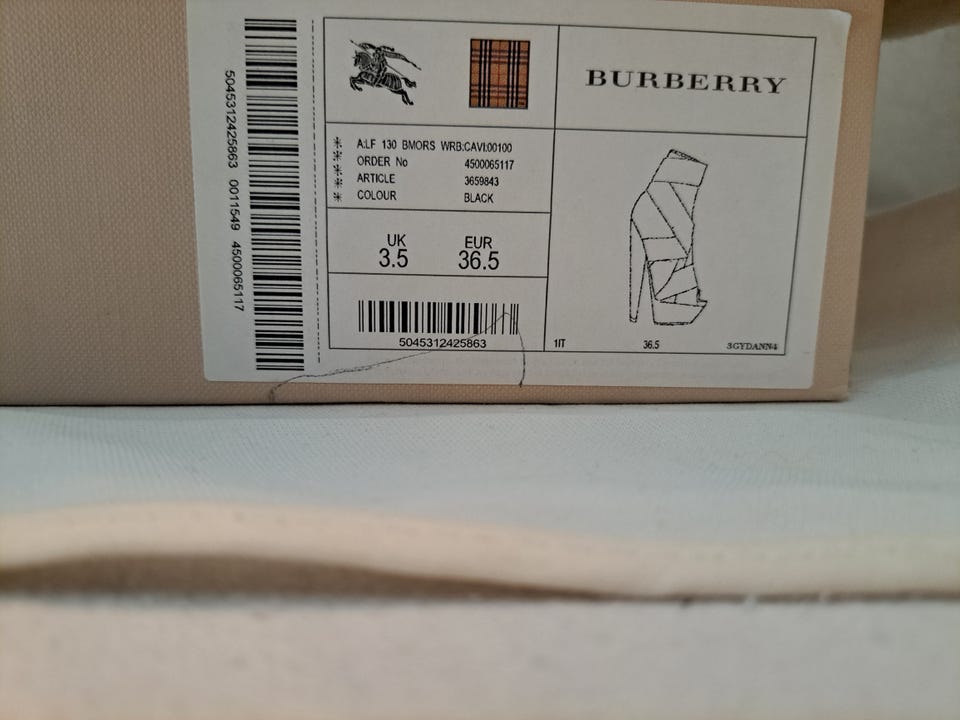 5045312425863 0011549 4500065117
BURBERRY
A:LF 130 BMORS WRB:CAVI:00100
ORDER No 4500065117
ARTICLE 3659843
COLOUR BLACK
UK EUR
3.5 36.5
5045312425863
1IT 36.5 3GYDANN4